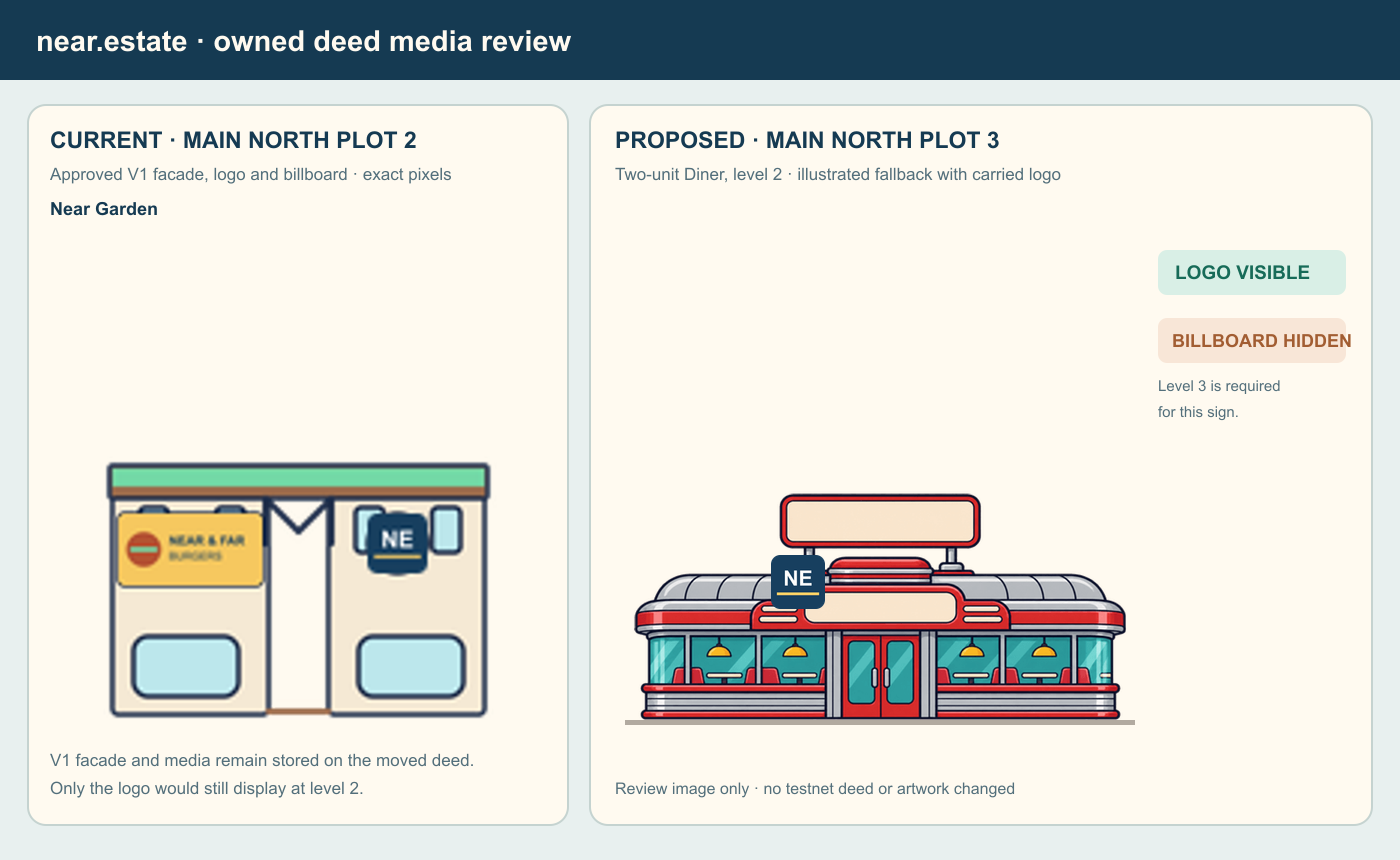 near.estate · owned deed media review
CURRENT · MAIN NORTH PLOT 2
Approved V1 facade, logo and billboard · exact pixels
Near Garden
NEAR & FAR
BURGERS
NE
V1 facade and media remain stored on the moved deed.
Only the logo would still display at level 2.
PROPOSED · MAIN NORTH PLOT 3
Two-unit Diner, level 2 · illustrated fallback with carried logo
LOGO VISIBLE
BILLBOARD HIDDEN
Level 3 is required
for this sign.
NE
Review image only · no testnet deed or artwork changed